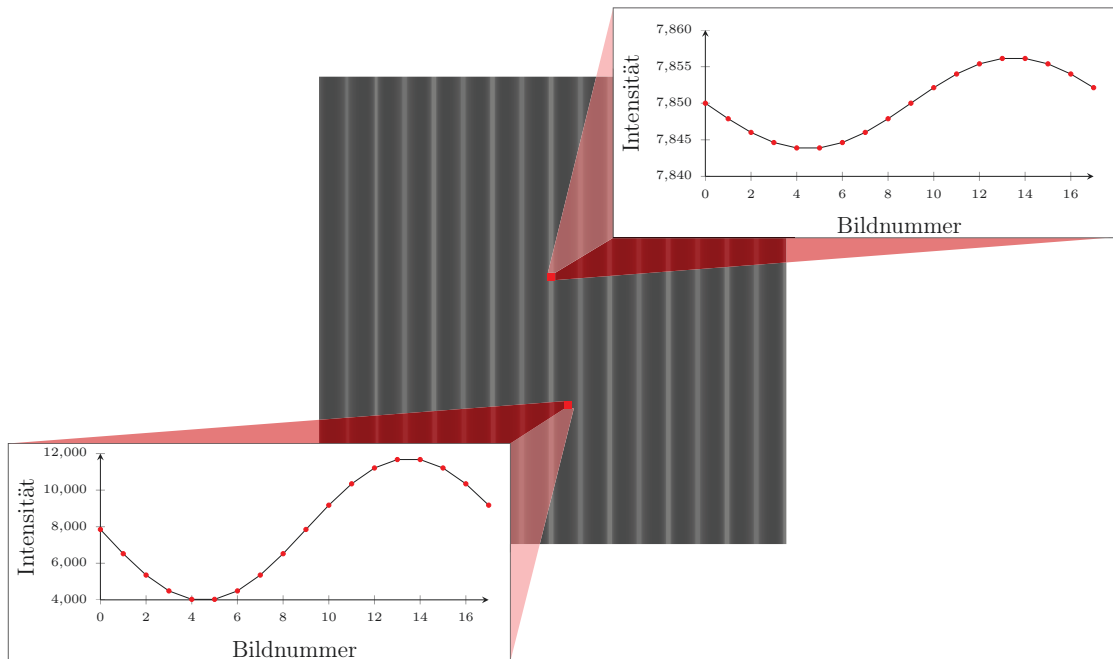 7,860
7,855
7,850
7,845
7,840
Intensität
0 2 4 6 8 10 12 14 16
Bildnummer
12,000
10,000
8,000
6,000
4,000
Intensität
0 2 4 6 8 10 12 14 16
Bildnummer